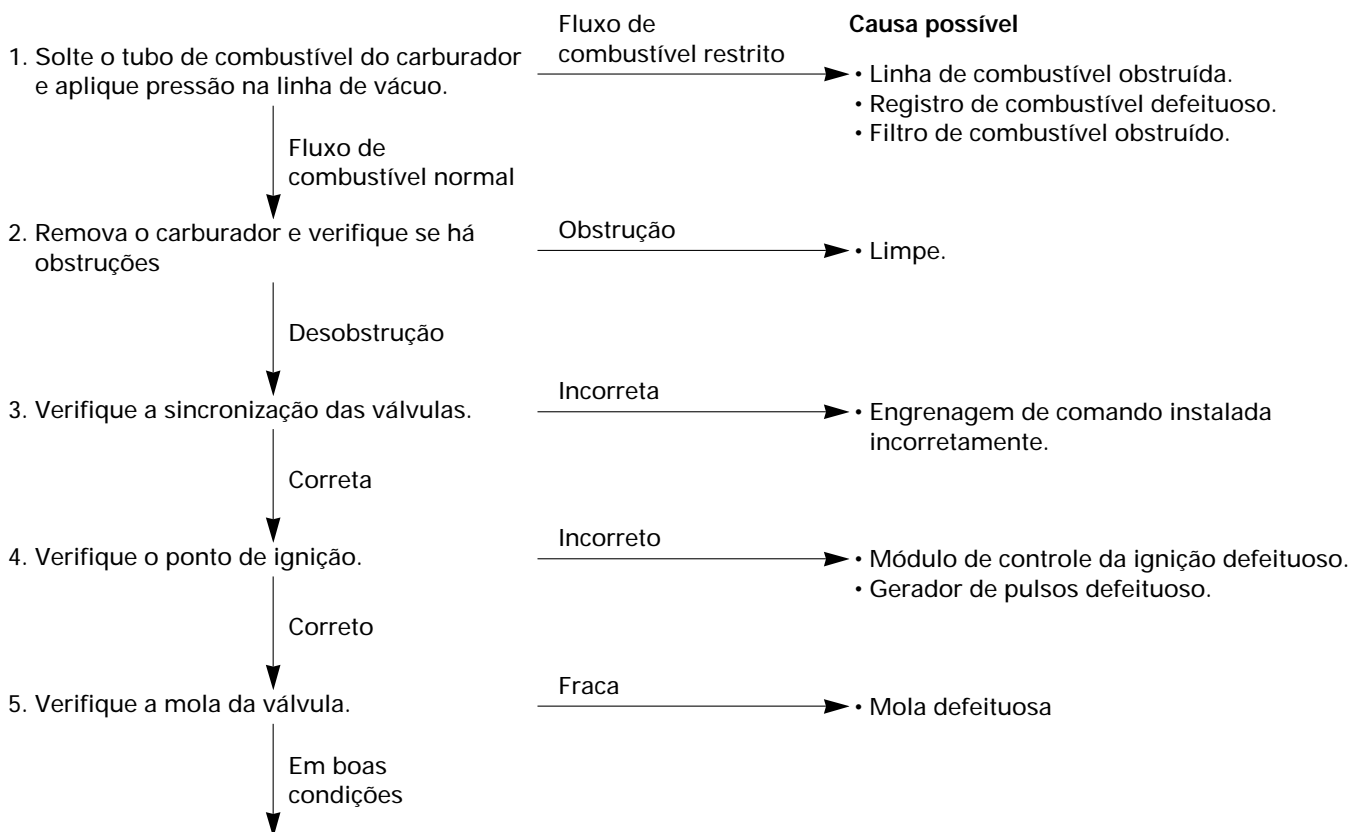 Fluxo de
combustível restrito
Causa possível
1. Solte o tubo de combustível do carburador
e aplique pressão na linha de vácuo.
• Linha de combustível obstruída.
• Registro de combustível defeituoso.
• Filtro de combustível obstruído.
Fluxo de
combustível normal
2. Remova o carburador e verifique se há
obstruções
Obstrução
• Limpe.
Desobstrução
3. Verifique a sincronização das válvulas.
Incorreta
• Engrenagem de comando instalada
incorretamente.
Correta
4. Verifique o ponto de ignição.
Incorreto
• Módulo de controle da ignição defeituoso.
• Gerador de pulsos defeituoso.
Correto
5. Verifique a mola da válvula.
Fraca
• Mola defeituosa
Em boas
condições